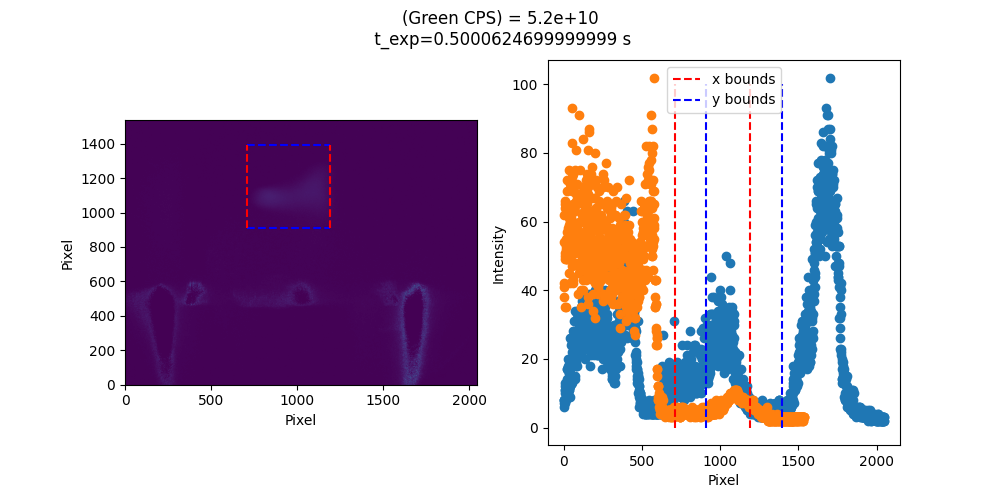 (Green CPS) = 5.2e+10
t_exp=0.5000624699999999 s
1400
1200
1000
800
600
400
200
0
Pixel
0 500 1000 1500 2000
Pixel
100
80
60
40
20
0
Intensity
x bounds
y bounds
0 500 1000 1500 2000
Pixel